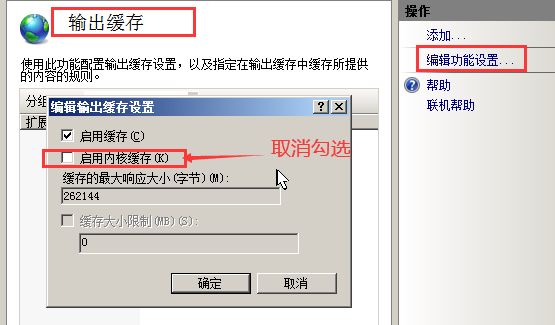 输出缓存
使用此功能配置输出缓存设置，以及指定在输出缓存中缓存所提供
的内容的规则。
分组
扩展
编辑输出缓存设置
启用缓存(C)
启用内核缓存(K)
取消勾选
缓存的最大响应大小(字节)(M):
262144
缓存大小限制(MB)(S):
0
确定
取消
操作
添加...
编辑功能设置...
帮助
联机帮助